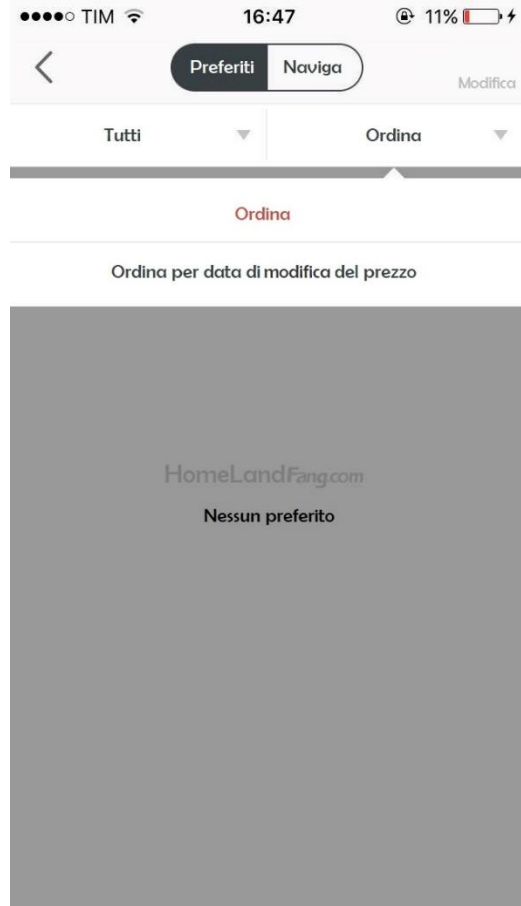 TIM 16:47 11%
Preferiti Naviga
Modifica
Tutti Ordina
Ordina
Ordina per data di modifica del prezzo
HomeLandFang.com
Nessun preferito